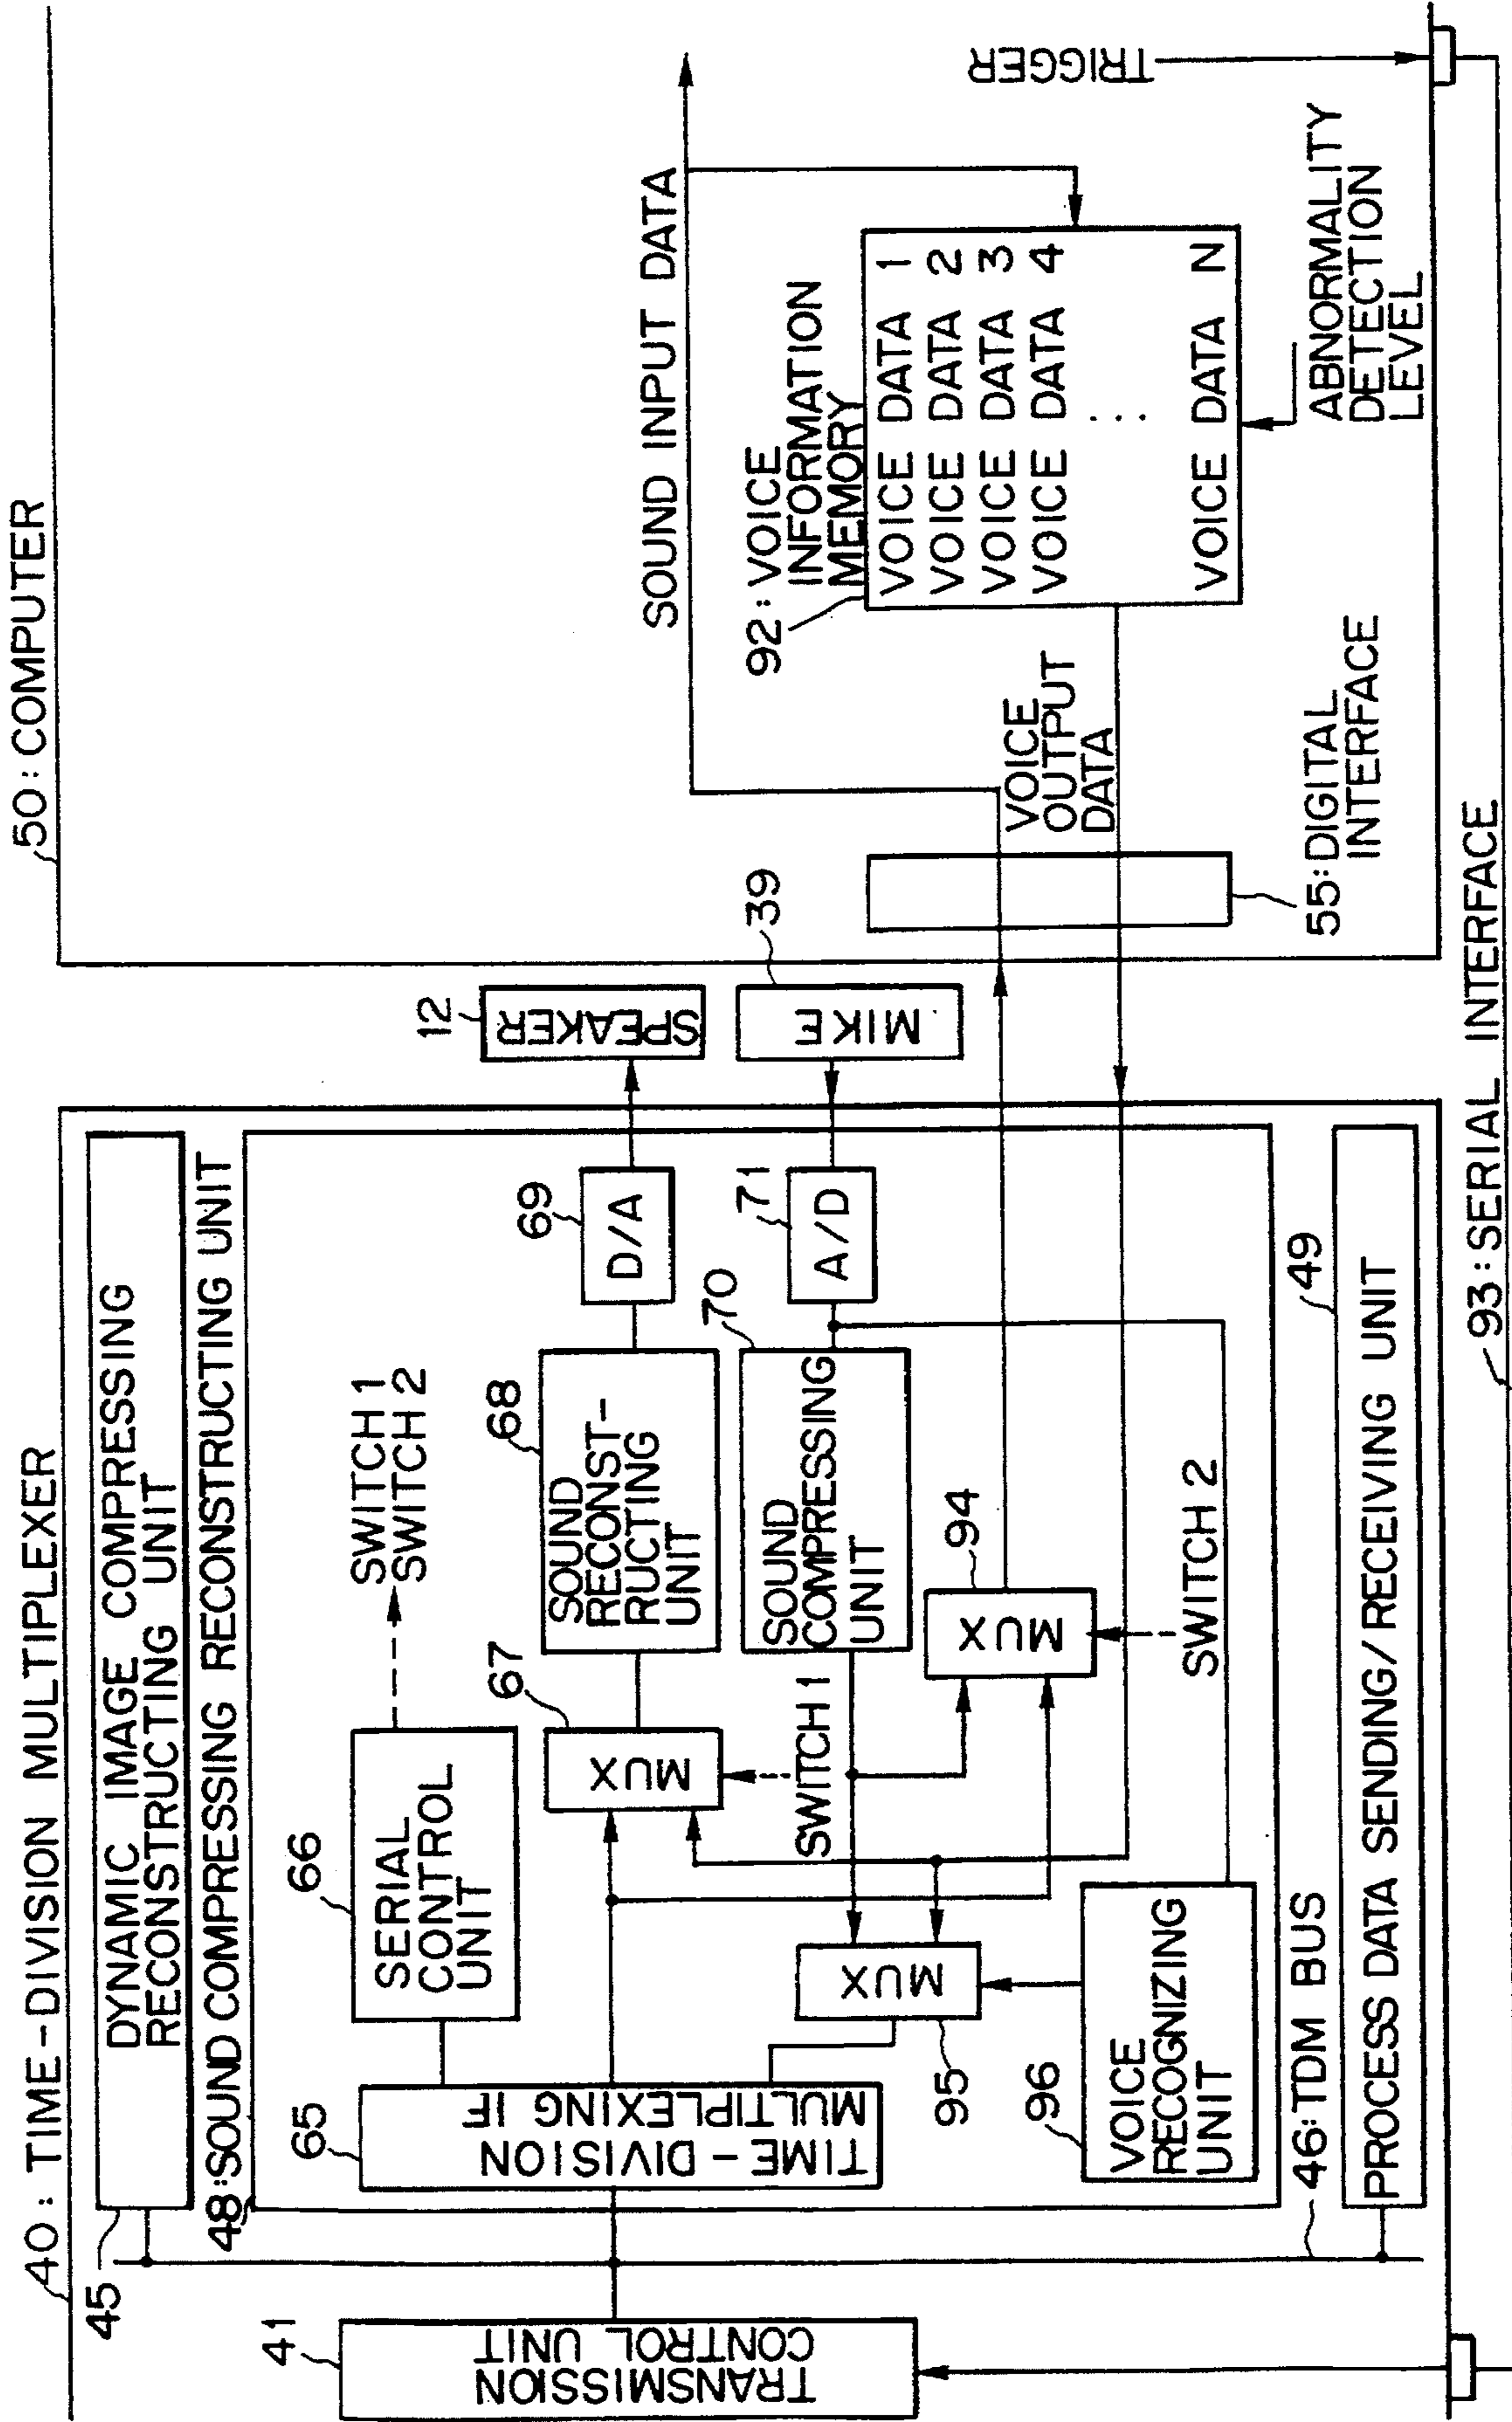 40: TIME-DIVISION MULTIPLEXER
50: COMPUTER
45
DYNAMIC IMAGE COMPRESSING
RECONSTRUCTING UNIT
48: SOUND COMPRESSING RECONSTRUCTING UNIT
41
TRANSMISSION
CONTROL UNIT
65
TIME-DIVISION
MULTIPLEXING IF
66
SERIAL
CONTROL
UNIT
SWITCH 1
SWITCH 2
67
MUX
SWITCH 1
68
SOUND
RECONST-
RUCTING
UNIT
69
D/A
12
SPEAKER
70
SOUND
COMPRESSING
UNIT
71
A/D
39
MIKE
94
MUX
SWITCH 2
95
MUX
96
VOICE
RECOGNIZING
UNIT
46: TDM BUS
49
PROCESS DATA SENDING/RECEIVING UNIT
SOUND INPUT DATA
92: VOICE
INFORMATION
MEMORY
VOICE DATA 1
VOICE DATA 2
VOICE DATA 3
VOICE DATA 4
...
VOICE DATA N
VOICE
OUTPUT
DATA
55: DIGITAL
INTERFACE
ABNORMALITY
DETECTION
LEVEL
TRIGGER
93: SERIAL INTERFACE